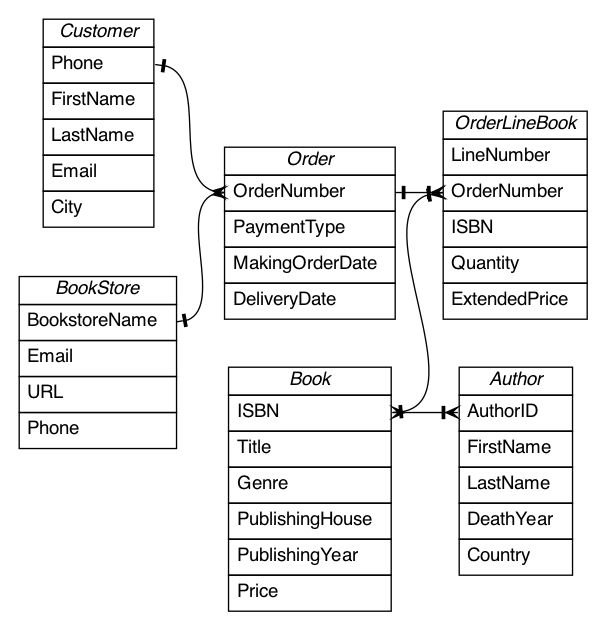 Customer
Phone
FirstName
LastName
Email
City
BookStore
BookstoreName
Email
URL
Phone
Order
OrderNumber
PaymentType
MakingOrderDate
DeliveryDate
OrderLineBook
LineNumber
OrderNumber
ISBN
Quantity
ExtendedPrice
Book
ISBN
Title
Genre
PublishingHouse
PublishingYear
Price
Author
AuthorID
FirstName
LastName
DeathYear
Country